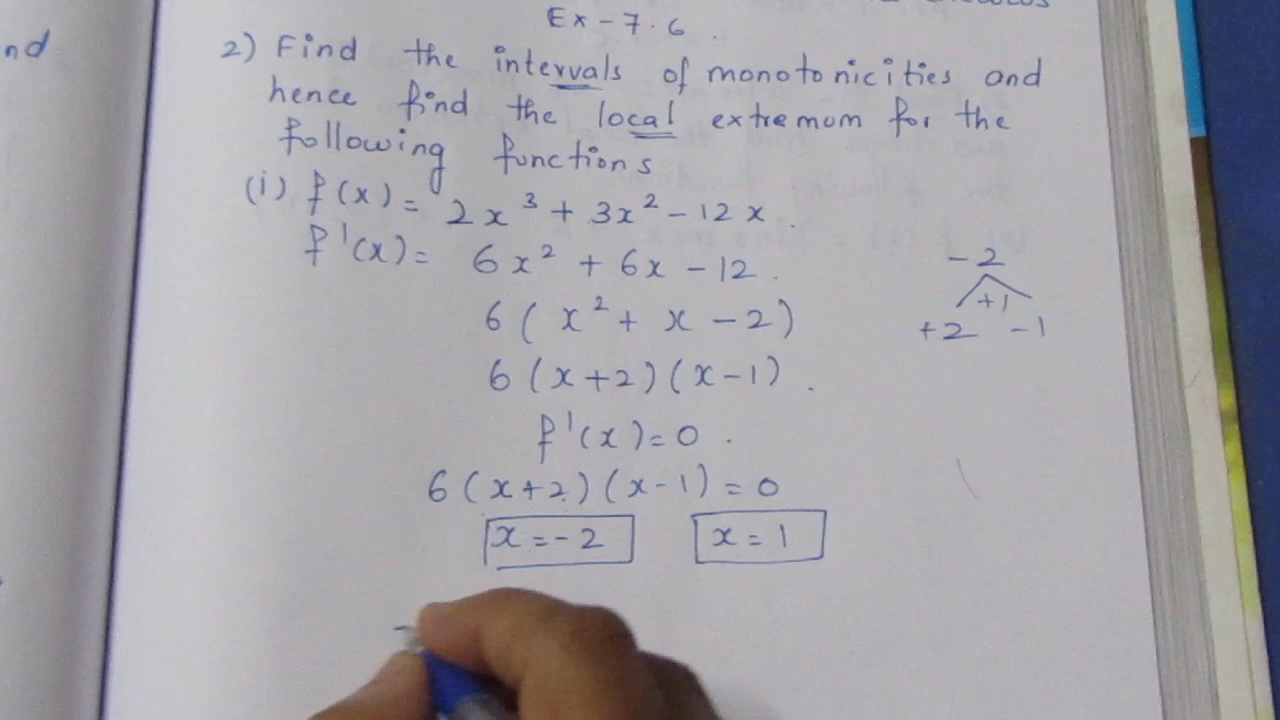 nd
Ex - 7.6.
2) Find the intervals of monotonicities and
hence find the local extremum for the
following functions
(i) f(x) = 2x³ + 3x² - 12x.
f'(x) = 6x² + 6x - 12.
6(x² + x - 2)
6(x+2)(x-1).
-2
+1
+2 -1
f'(x) = 0.
6(x+2)(x-1) = 0
x = -2 x = 1